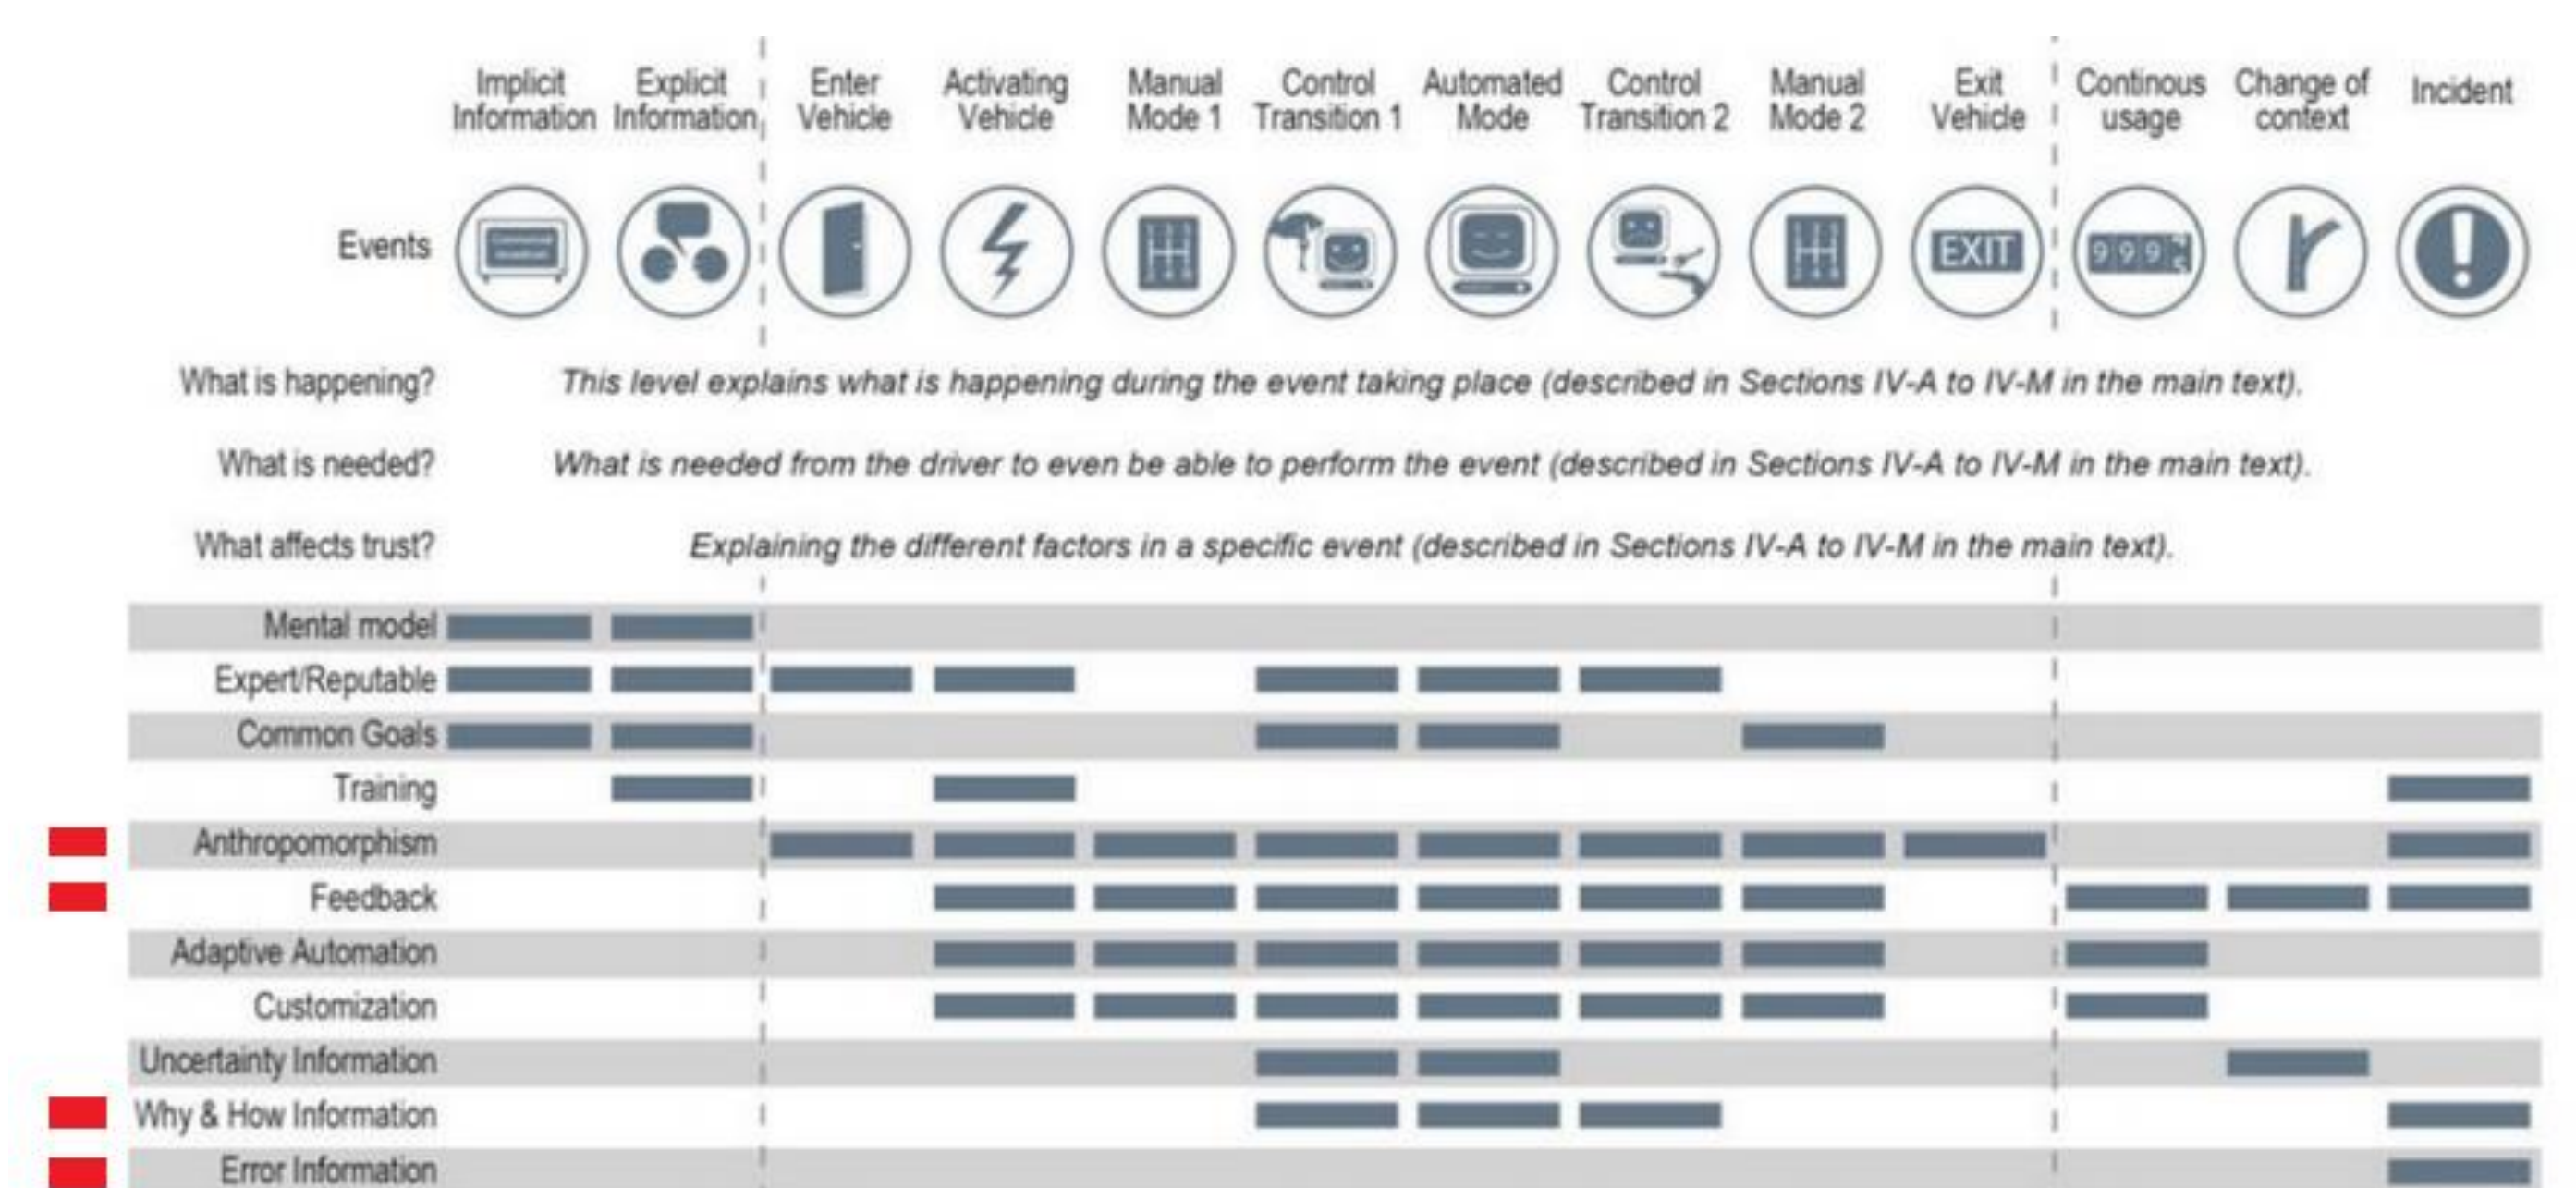 Implicit Information
Explicit Information
Enter Vehicle
Activating Vehicle
Manual Mode 1
Control Transition 1
Automated Mode
Control Transition 2
Manual Mode 2
Exit Vehicle
Continous usage
Change of context
Incident
Events
EXIT
999
What is happening? This level explains what is happening during the event taking place (described in Sections IV-A to IV-M in the main text).
What is needed? What is needed from the driver to even be able to perform the event (described in Sections IV-A to IV-M in the main text).
What affects trust? Explaining the different factors in a specific event (described in Sections IV-A to IV-M in the main text).
Mental model
Expert/Reputable
Common Goals
Training
Anthropomorphism
Feedback
Adaptive Automation
Customization
Uncertainty Information
Why & How Information
Error Information